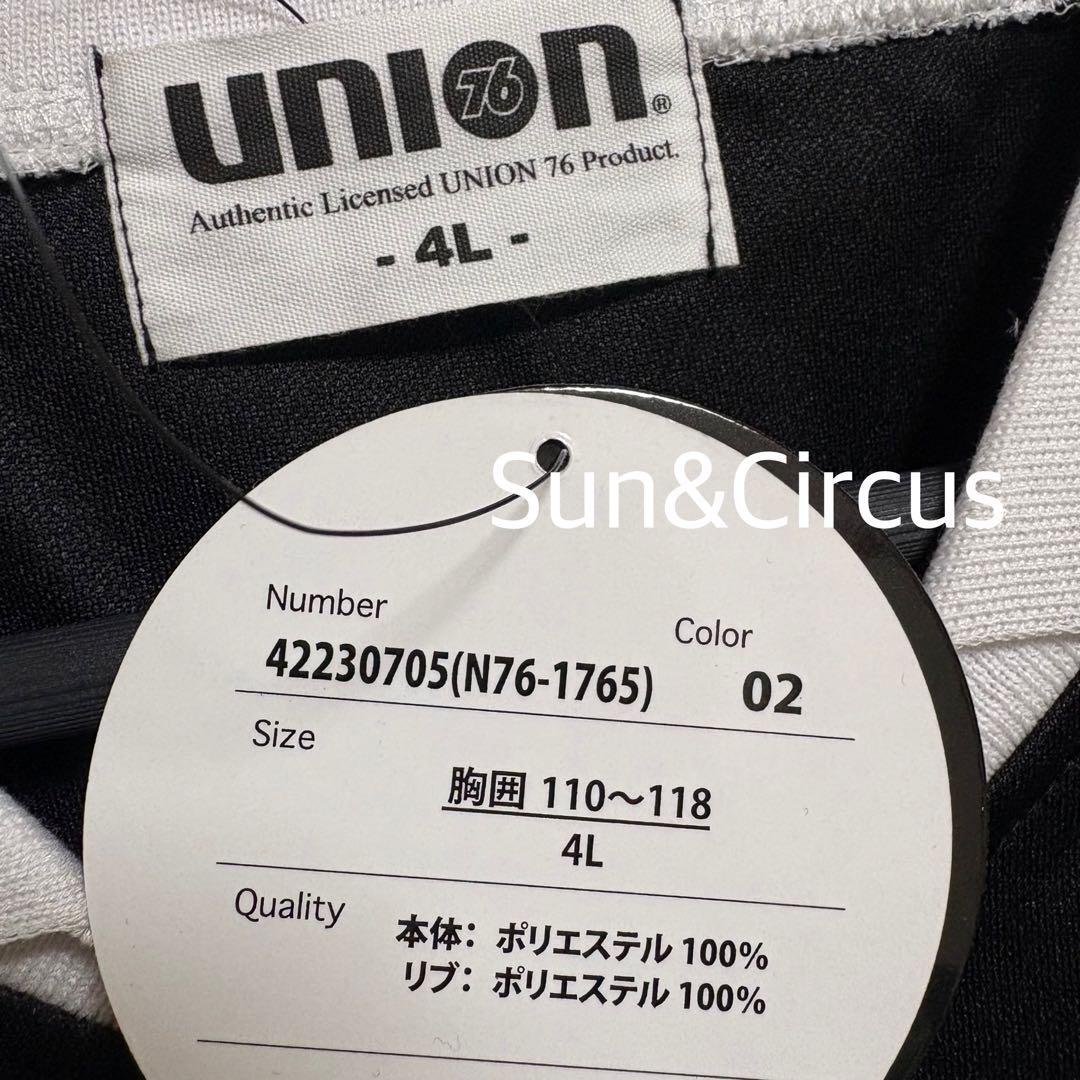 union 76 ®
Authentic Licensed UNION 76 Product.
- 4L -
Sun&Circus
Number
42230705(N76-1765)
Color
02
Size
胸囲 110～118
4L
Quality
本体：ポリエステル 100%
リブ：ポリエステル 100%